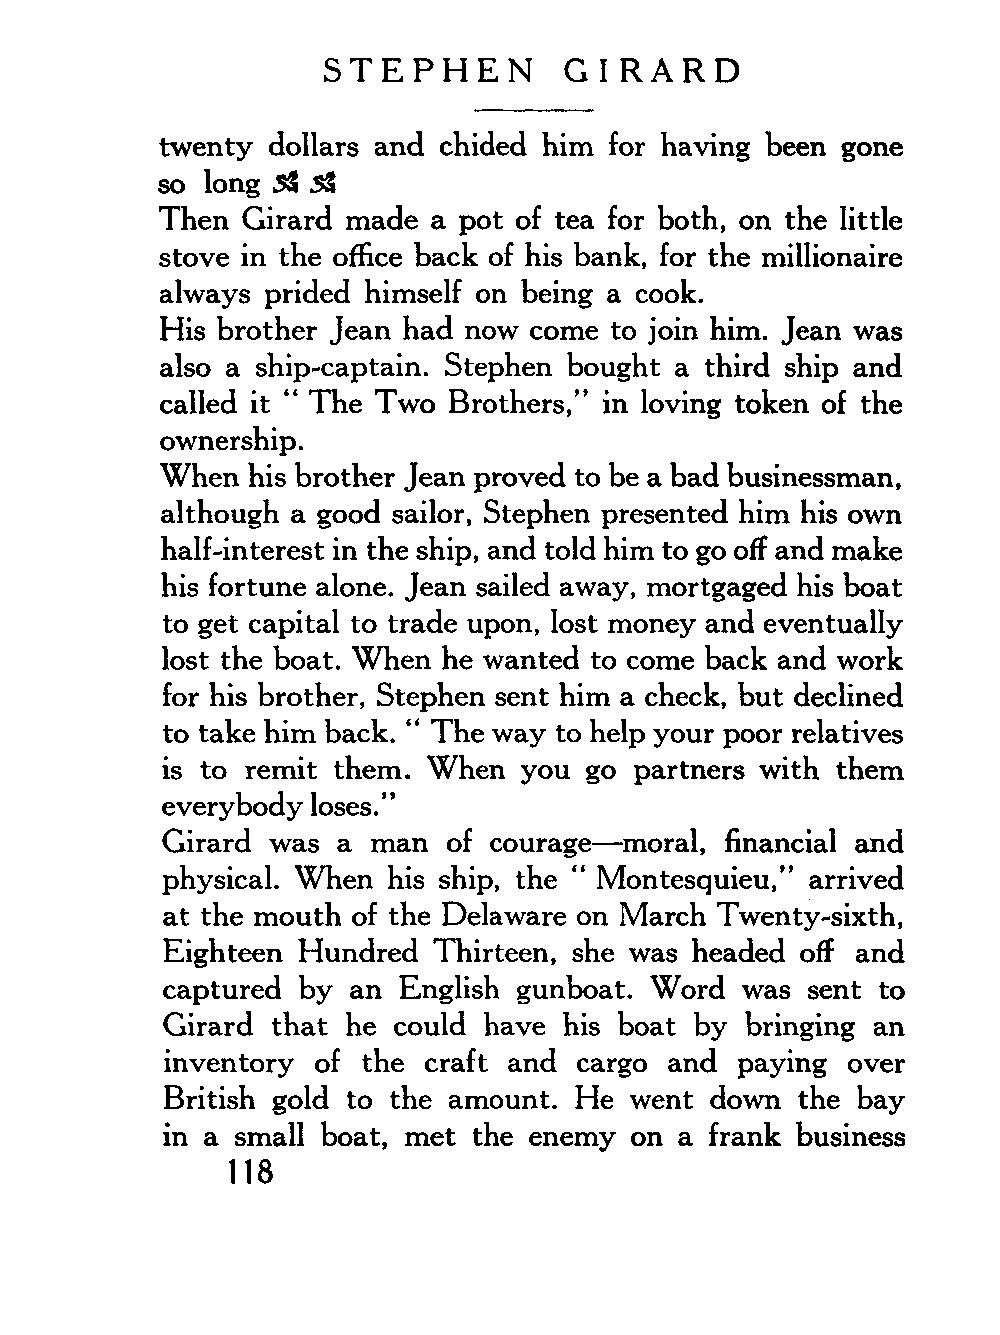 STEPHEN GIRARD
twenty dollars and chided him for having been gone
so long
Then Girard made a pot of tea for both, on the little
stove in the office back of his bank, for the millionaire
always prided himself on being a cook.
His brother Jean had now come to join him. Jean was
also a ship-captain. Stephen bought a third ship and
called it “ The Two Brothers,” in loving token of the
ownership.
When his brother Jean proved to be a bad businessman,
although a good sailor, Stephen presented him his own
half-interest in the ship, and told him to go off and make
his fortune alone. Jean sailed away, mortgaged his boat
to get capital to trade upon, lost money and eventually
lost the boat. When he wanted to come back and work
for his brother, Stephen sent him a check, but declined
to take him back. “ The way to help your poor relatives
is to remit them. When you go partners with them
everybody loses.”
Girard was a man of courage—moral, financial and
physical. When his ship, the “ Montesquieu,” arrived
at the mouth of the Delaware on March Twenty-sixth,
Eighteen Hundred Thirteen, she was headed off and
captured by an English gunboat. Word was sent to
Girard that he could have his boat by bringing an
inventory of the craft and cargo and paying over
British gold to the amount. He went down the bay
in a small boat, met the enemy on a frank business
118